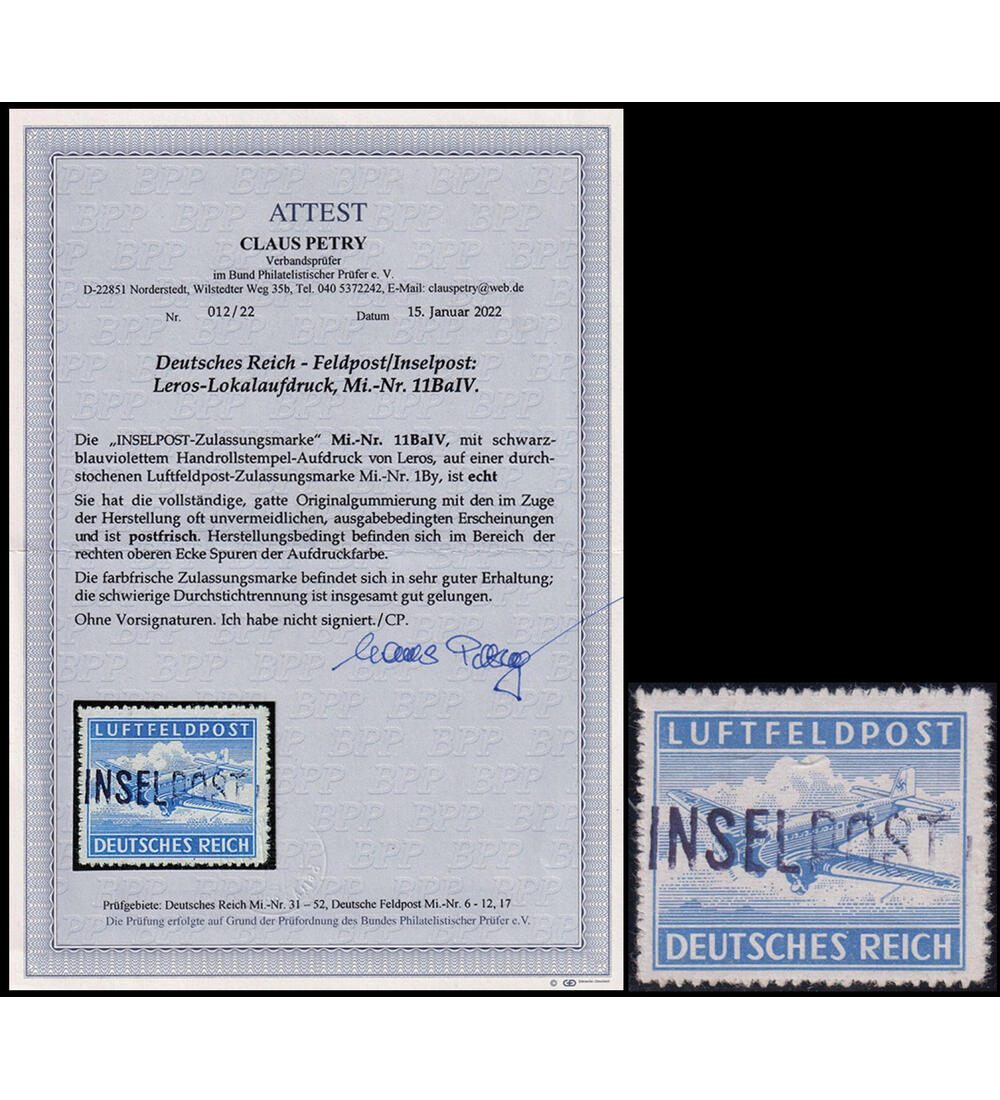 ATTEST
CLAUS PETRY
Verbandsprüfer
im Bund Philatelistischer Prüfer e. V.
D-22851 Norderstedt, Wilstedter Weg 35b, Tel. 040 5372242, E-Mail: clauspetry@web.de
Nr. 012/22 Datum 15. Januar 2022
Deutsches Reich - Feldpost/Inselpost:
Leros-Lokalaufdruck, Mi.-Nr. 11BaIV.
Die „INSELPOST-Zulassungsmarke“ Mi.-Nr. 11BaIV, mit schwarz-
blauviolettem Handrollstempel-Aufdruck von Leros, auf einer durch-
stochenen Luftfeldpost-Zulassungsmarke Mi.-Nr. 1By, ist echt
Sie hat die vollständige, gatte Originalgummierung mit den im Zuge
der Herstellung oft unvermeidlichen, ausgabebedingten Erscheinungen
und ist postfrisch. Herstellungsbedingt befinden sich im Bereich der
rechten oberen Ecke Spuren der Aufdruckfarbe.
Die farbfrische Zulassungsmarke befindet sich in sehr guter Erhaltung;
die schwierige Durchstichtrennung ist insgesamt gut gelungen.
Ohne Vorsignaturen. Ich habe nicht signiert./CP.
Claus Petry
LUFTFELDPOST
INSELPOST
DEUTSCHES REICH
Prüfgebiete: Deutsches Reich Mi.-Nr. 31 – 52, Deutsche Feldpost Mi.-Nr. 6 - 12, 17
Die Prüfung erfolgte auf Grund der Prüfordnung des Bundes Philatelistischer Prüfer e.V.
LUFTFELDPOST
INSELPOST
DEUTSCHES REICH